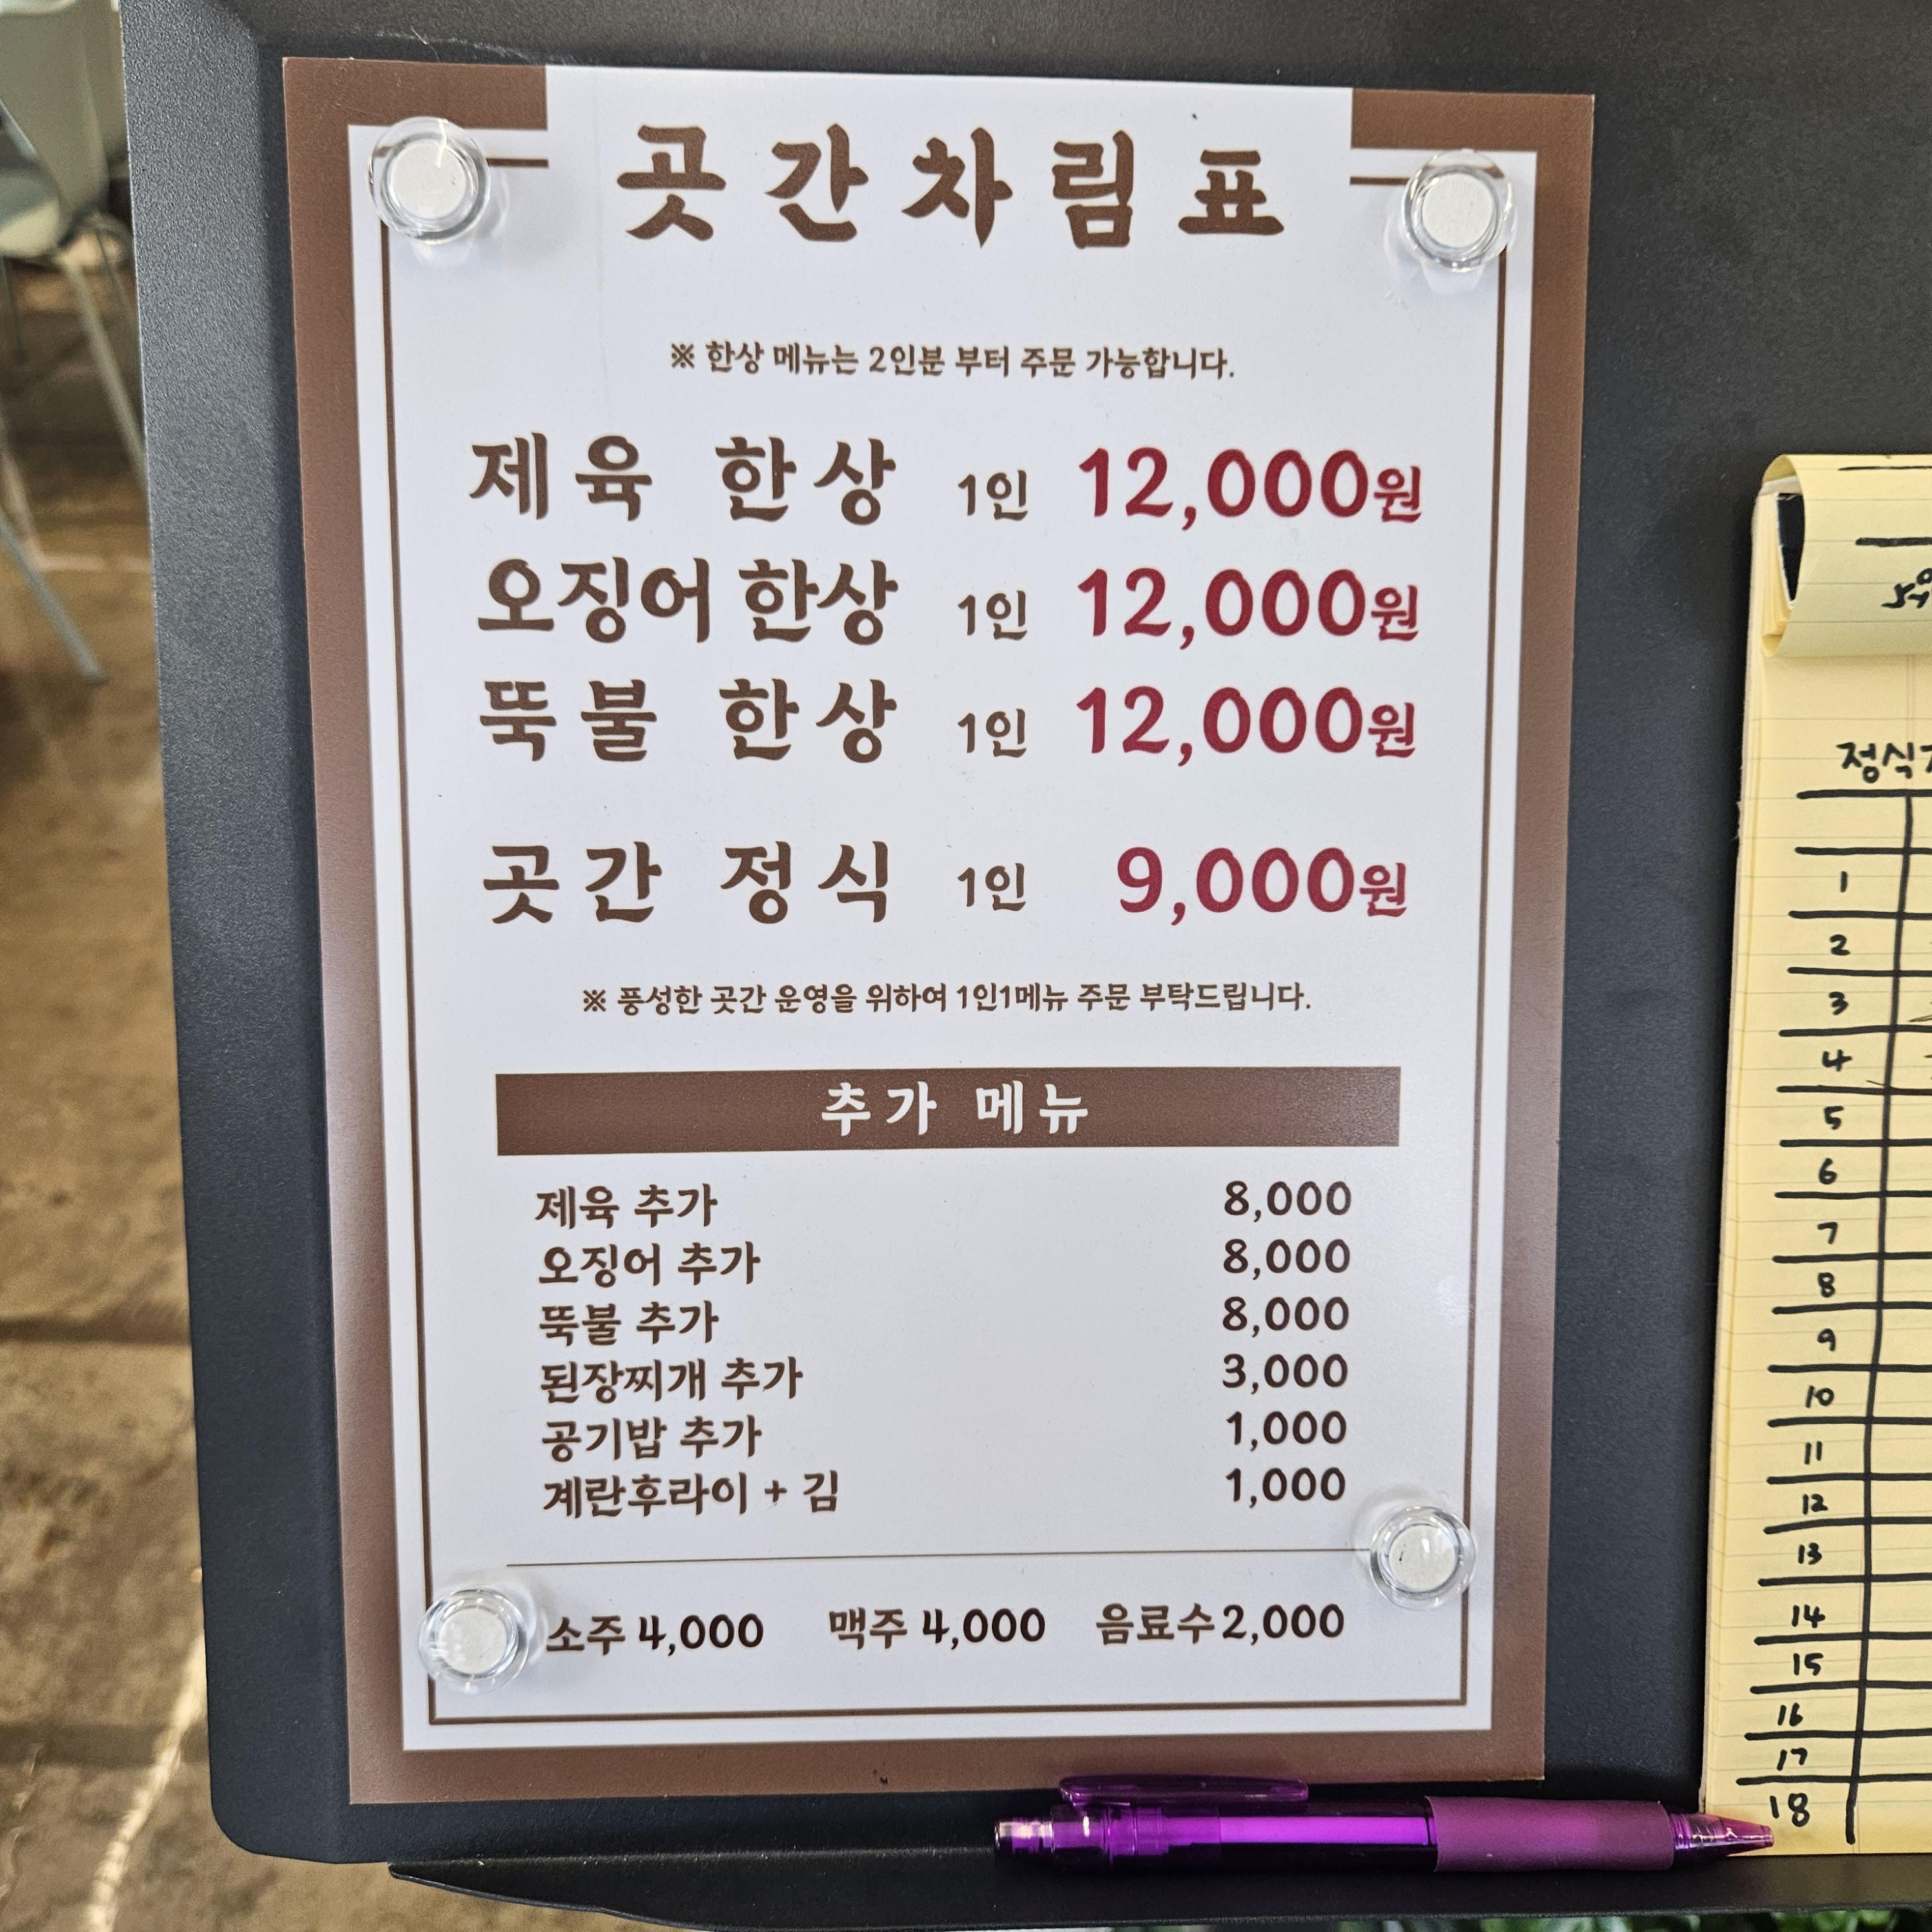 곳간차림표
※ 한상 메뉴는 2인분 부터 주문 가능합니다.
제육 한상 1인 12,000원
오징어 한상 1인 12,000원
뚝불 한상 1인 12,000원
곳간 정식 1인 9,000원
※ 풍성한 곳간 운영을 위하여 1인1메뉴 주문 부탁드립니다.
추가 메뉴
제육 추가 8,000
오징어 추가 8,000
뚝불 추가 8,000
된장찌개 추가 3,000
공기밥 추가 1,000
계란후라이 + 김 1,000
소주 4,000 맥주 4,000 음료수 2,000
정식
1
2
3
4
5
6
7
8
9
10
11
12
13
14
15
16
17
18